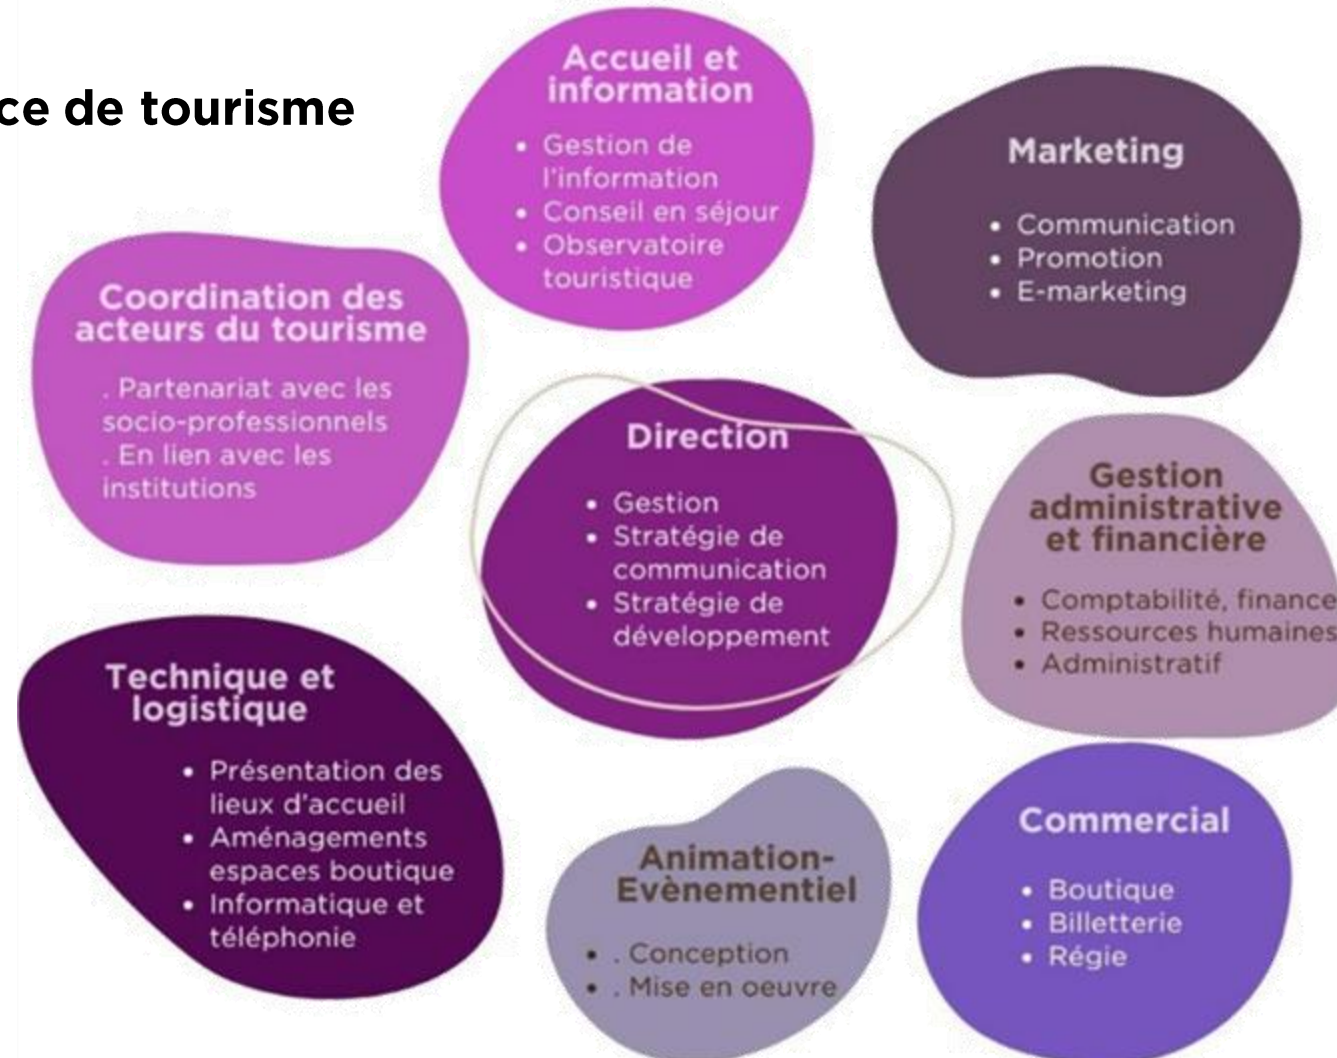 ce de tourisme
Accueil et
information
• Gestion de
l'information
• Conseil en séjour
• Observatoire
touristique
Marketing
• Communication
• Promotion
• E-marketing
Coordination des
acteurs du tourisme
. Partenariat avec les
socio-professionnels
. En lien avec les
institutions
Direction
• Gestion
• Stratégie de
communication
• Stratégie de
développement
Gestion
administrative
et financière
• Comptabilité, finance
• Ressources humaines
• Administratif
Technique et
logistique
• Présentation des
lieux d'accueil
• Aménagements
espaces boutique
• Informatique et
téléphonie
Animation-
Evènementiel
• . Conception
• . Mise en oeuvre
Commercial
• Boutique
• Billetterie
• Régie